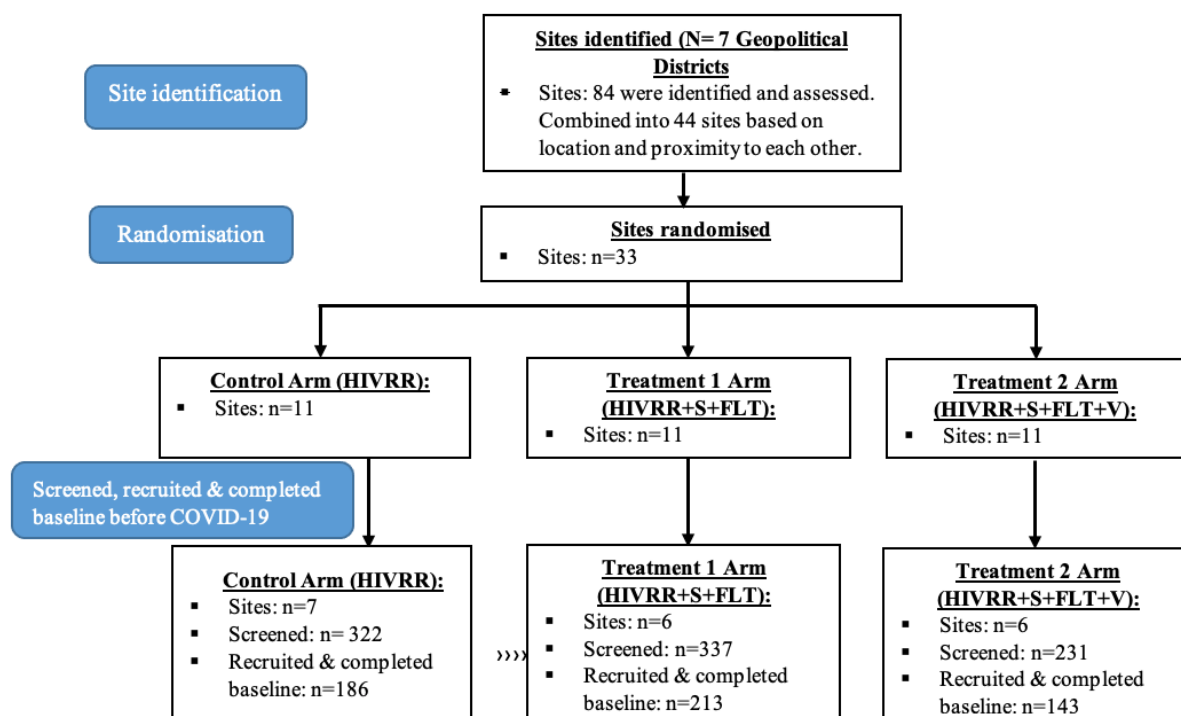 Sites identified (N= 7 Geopolitical
Districts
▪ Sites: 84 were identified and assessed.
Combined into 44 sites based on
location and proximity to each other.
Site identification
Randomisation
Sites randomised
▪ Sites: n=33
Control Arm (HIVRR):
▪ Sites: n=11
Treatment 1 Arm
(HIVRR+S+FLT):
▪ Sites: n=11
Treatment 2 Arm
(HIVRR+S+FLT+V):
▪ Sites: n=11
Screened, recruited & completed
baseline before COVID-19
Control Arm (HIVRR):
▪ Sites: n=7
▪ Screened: n= 322
▪ Recruited & completed
baseline: n=186
››››
Treatment 1 Arm
(HIVRR+S+FLT):
▪ Sites: n=6
▪ Screened: n=337
▪ Recruited & completed
baseline: n=213
Treatment 2 Arm
(HIVRR+S+FLT+V):
▪ Sites: n=6
▪ Screened: n=231
▪ Recruited & completed
baseline: n=143